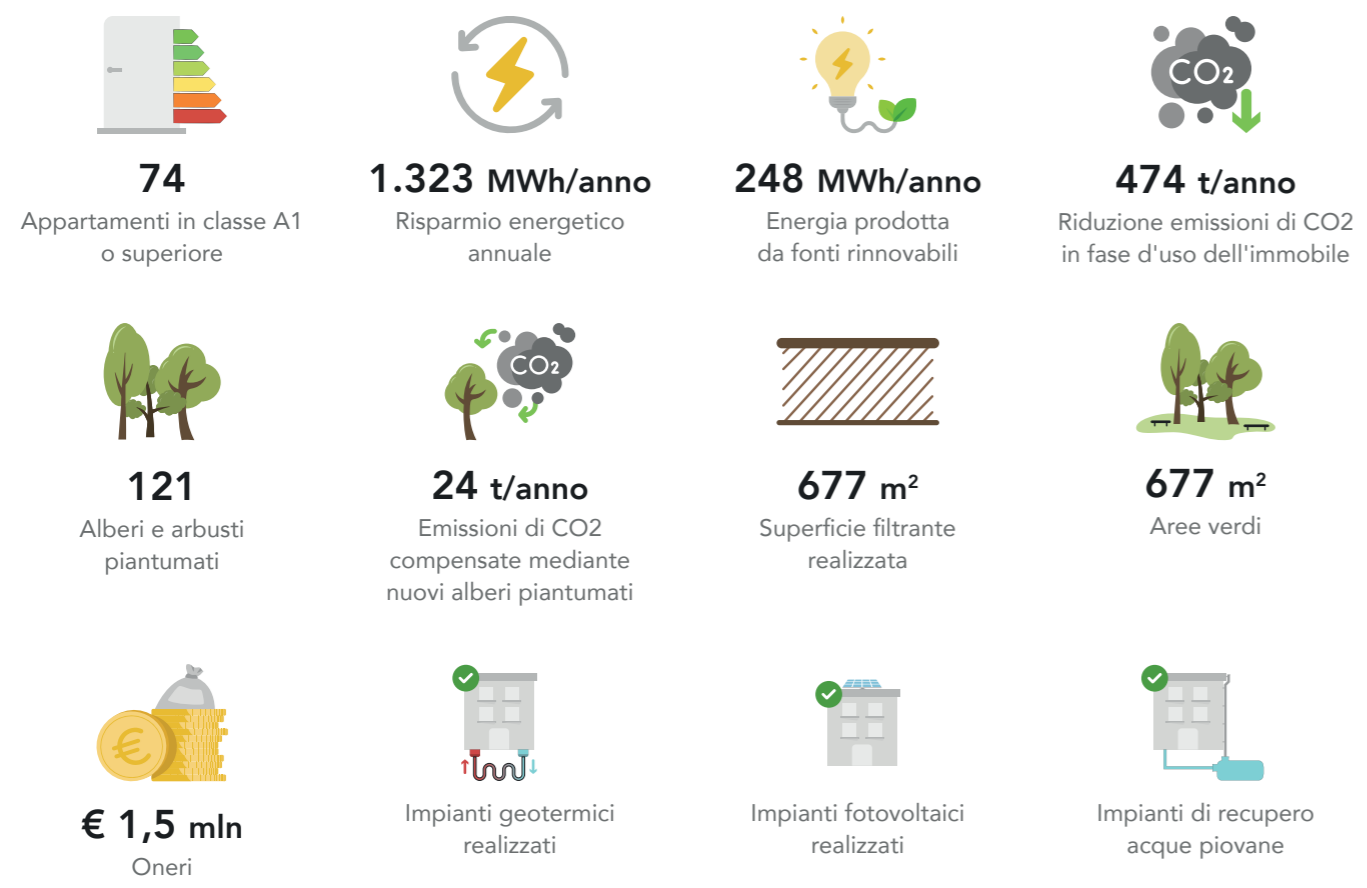 74
Appartamenti in classe A1
o superiore
1.323 MWh/anno
Risparmio energetico
annuale
248 MWh/anno
Energia prodotta
da fonti rinnovabili
CO2
474 t/anno
Riduzione emissioni di CO2
in fase d'uso dell'immobile
121
Alberi e arbusti
piantumati
CO2
24 t/anno
Emissioni di CO2
compensate mediante
nuovi alberi piantumati
677 m²
Superficie filtrante
realizzata
677 m²
Aree verdi
€
€ 1,5 mln
Oneri
Impianti geotermici
realizzati
Impianti fotovoltaici
realizzati
Impianti di recupero
acque piovane